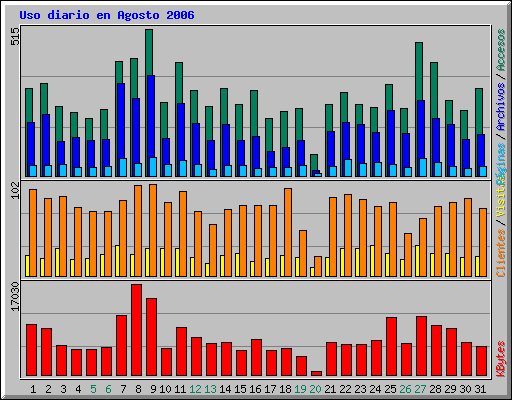 Uso diario en Agosto 2006
515
102
17030
Accesos
/
Archivos
/
Páginas
Visitas
/
Clientes
KBytes
1 2 3 4 5 6 7 8 9 10 11 12 13 14 15 16 17 18 19 20 21 22 23 24 25 26 27 28 29 30 31